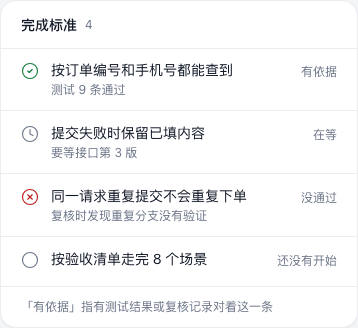 完成标准 4
按订单编号和手机号都能查到 有依据
测试 9 条通过
提交失败时保留已填内容 在等
要等接口第 3 版
同一请求重复提交不会重复下单 没通过
复核时发现重复分支没有验证
按验收清单走完 8 个场景 还没有开始
「有依据」指有测试结果或复核记录对着这一条